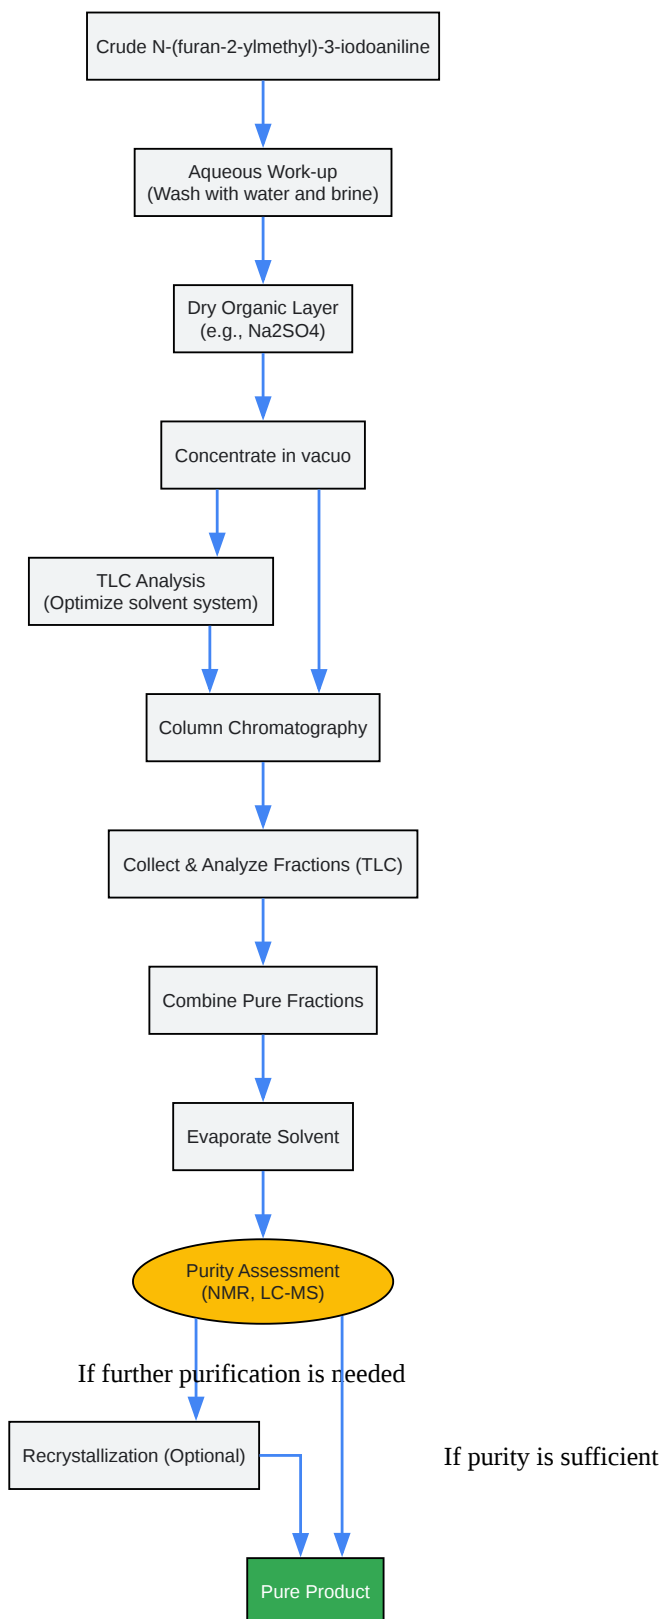 Crude N-(furan-2-ylmethyl)-3-iodoaniline
Aqueous Work-up
(Wash with water and brine)
Dry Organic Layer
(e.g., Na2SO4)
Concentrate in vacuo
TLC Analysis
(Optimize solvent system)
Column Chromatography
Collect & Analyze Fractions (TLC)
Combine Pure Fractions
Evaporate Solvent
Purity Assessment
(NMR, LC-MS)
If further purification is needed
Recrystallization (Optional)
If purity is sufficient
Pure Product